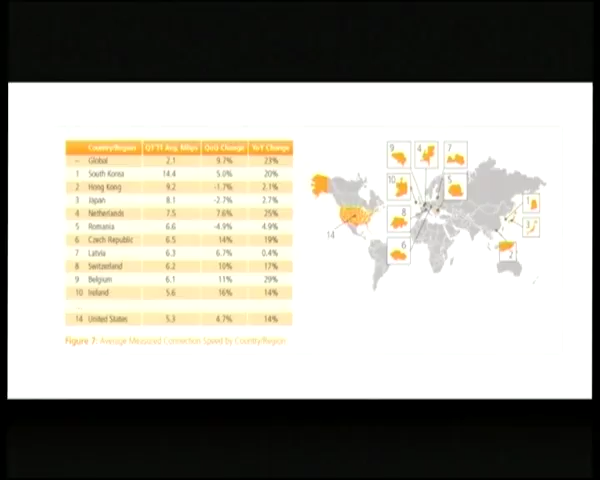 Country/Region Q1'11 Avg. Mbps QoQ Change YoY Change
– Global 2.1 9.7% 23%
1 South Korea 14.4 5.0% 20%
2 Hong Kong 9.2 -1.7% 2.1%
3 Japan 8.1 -2.7% 2.7%
4 Netherlands 7.5 7.6% 25%
5 Romania 6.6 -4.9% 4.9%
6 Czech Republic 6.5 14% 19%
7 Latvia 6.3 6.7% 0.4%
8 Switzerland 6.2 10% 17%
9 Belgium 6.1 11% 29%
10 Ireland 5.6 16% 14%
14 United States 5.3 4.7% 14%
Figure 7: Average Measured Connection Speed by Country/Region
9 4 7
10 5
1
8
3
14
6
2